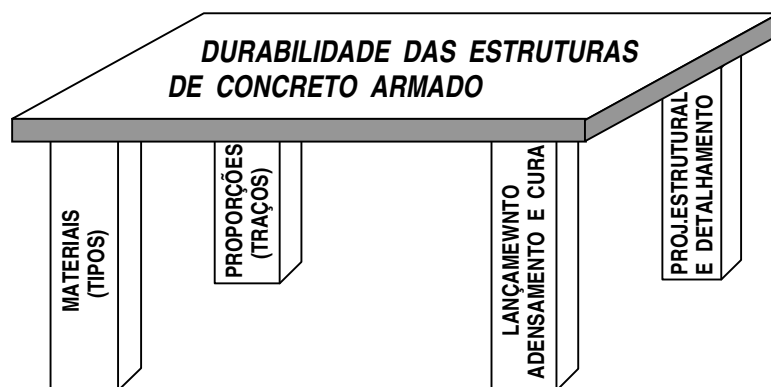 DURABILIDADE DAS ESTRUTURAS
DE CONCRETO ARMADO
MATERIAIS
(TIPOS)
PROPORÇÕES
(TRAÇOS)
LANÇAMEWNTO
ADENSAMENTO E CURA
PROJ.ESTRUTURAL
E DETALHAMENTO